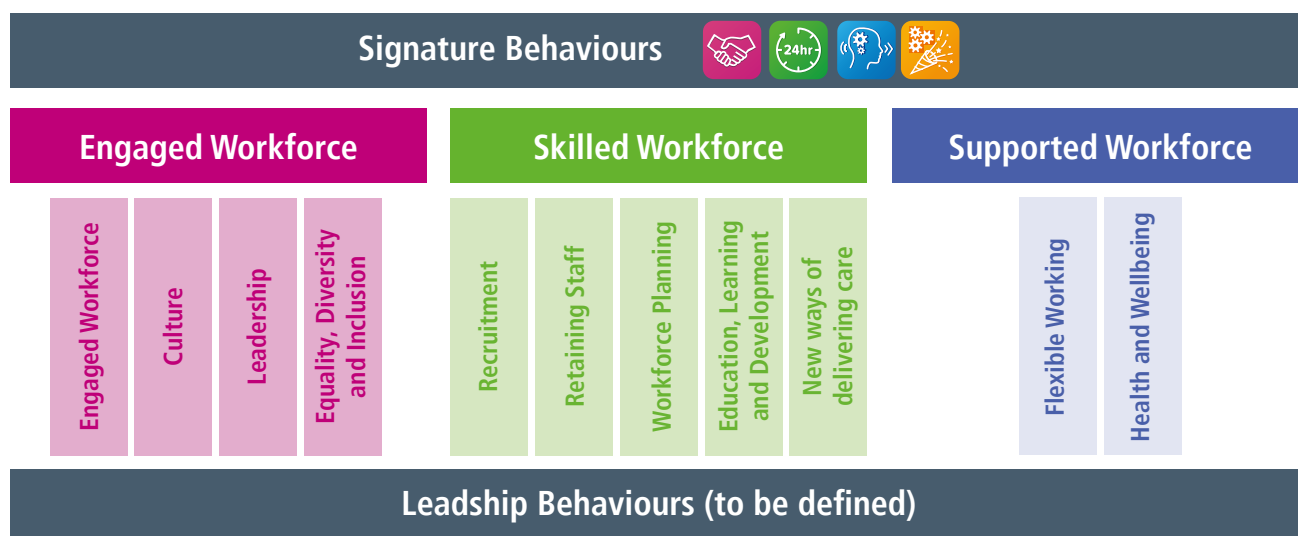 Signature Behaviours
24hr
Engaged Workforce
Skilled Workforce
Supported Workforce
Engaged Workforce
Culture
Leadership
Equality, Diversity
and Inclusion
Recruitment
Retaining Staff
Workforce Planning
Education, Learning
and Development
New ways of
delivering care
Flexible Working
Health and Wellbeing
Leadship Behaviours (to be defined)